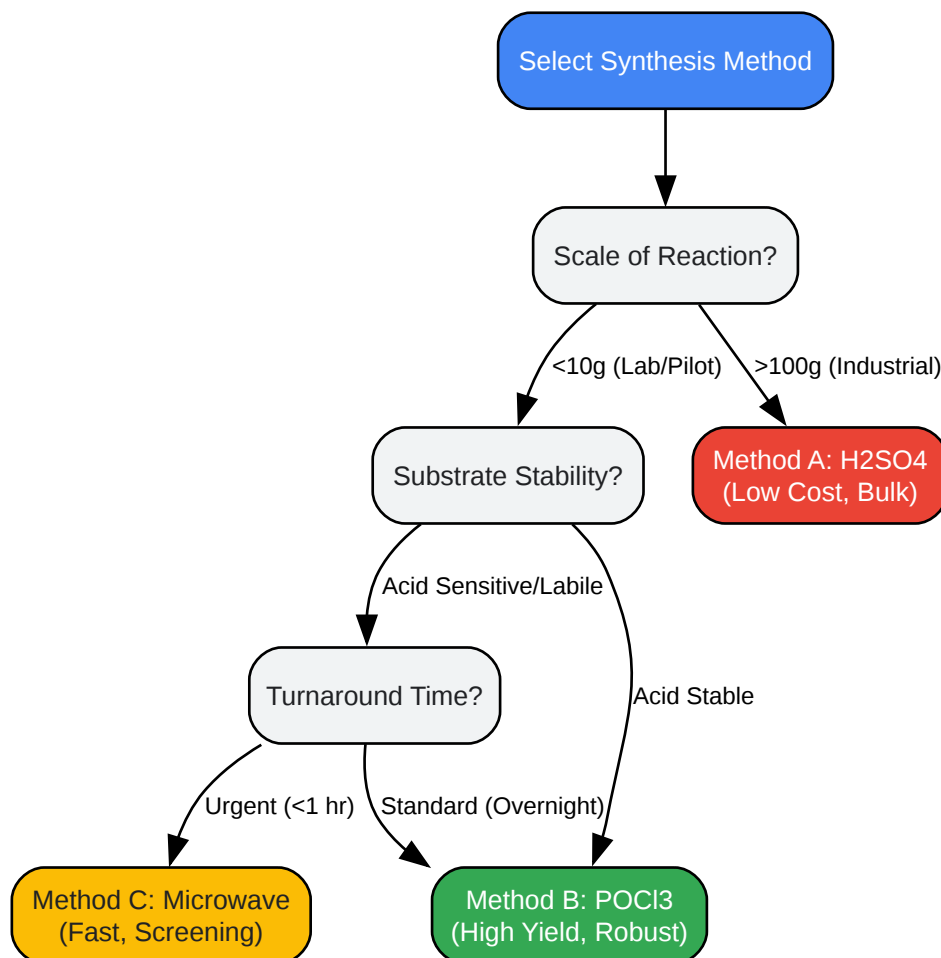 Select Synthesis Method
Scale of Reaction?
<10g (Lab/Pilot)
>100g (Industrial)
Substrate Stability?
Method A: H2SO4
(Low Cost, Bulk)
Acid Sensitive/Labile
Turnaround Time?
Acid Stable
Urgent (<1 hr)
Standard (Overnight)
Method C: Microwave
(Fast, Screening)
Method B: POCl3
(High Yield, Robust)